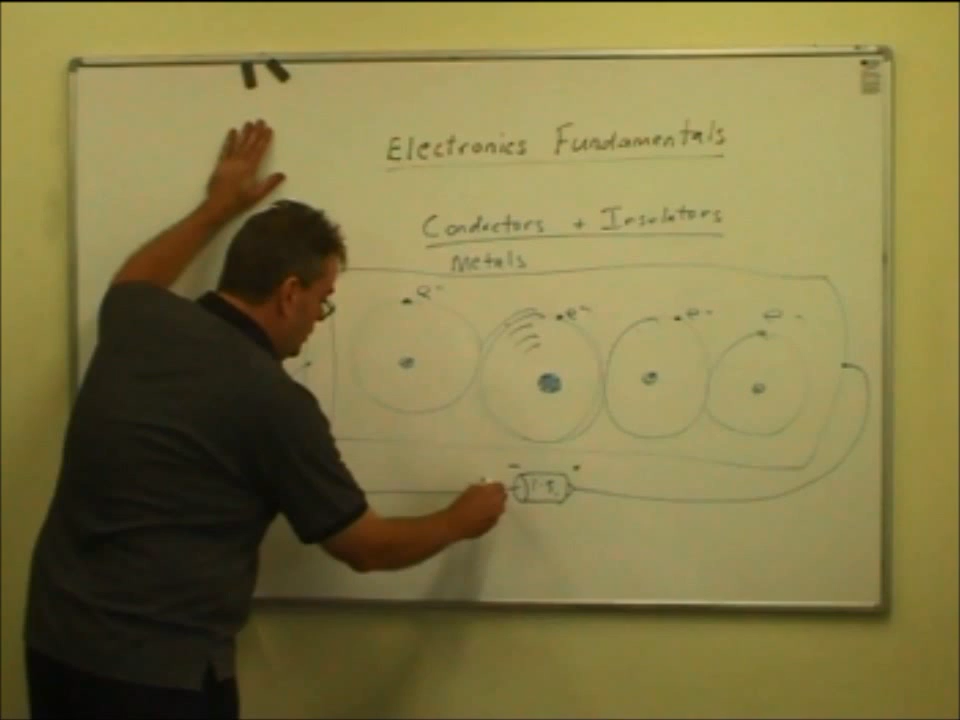 Electronics Fundamentals
Conductors + Insulators
Metals
e-
e- e- e-
- +